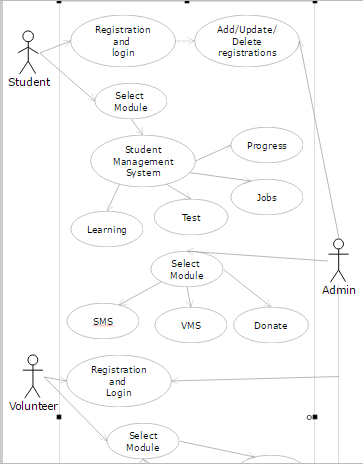 Registration
and
login
Add/Update/
Delete
registrations
Student
Select
Module
Student
Management
System
Progress
Jobs
Learning
Test
Select
Module
Admin
SMS
VMS
Donate
Registration
and
Login
Volunteer
Select
Module